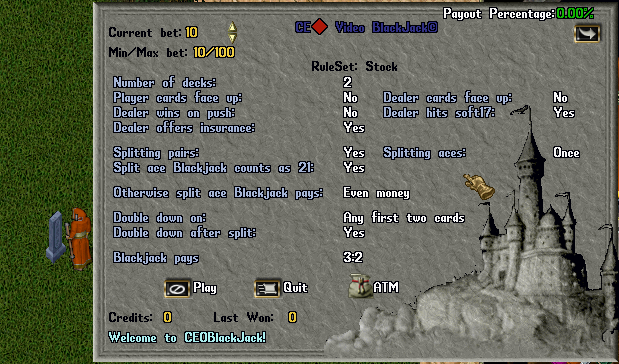 Payout Percentage: 0.00%
Current bet: 10
CEO Video BlackJack©
Min/Max bet: 10/100
RuleSet: Stock
Number of decks: 2
Player cards face up: No Dealer cards face up: No
Dealer wins on push: No Dealer hits soft17: Yes
Dealer offers insurance: Yes
Splitting pairs: Yes Splitting aces: Once
Split ace Blackjack counts as 21: Yes
Otherwise split ace Blackjack pays: Even money
Double down on: Any first two cards
Double down after split: Yes
Blackjack pays 3:2
Play Quit ATM
Credits: 0 Last Won: 0
Welcome to CEOBlackJack!